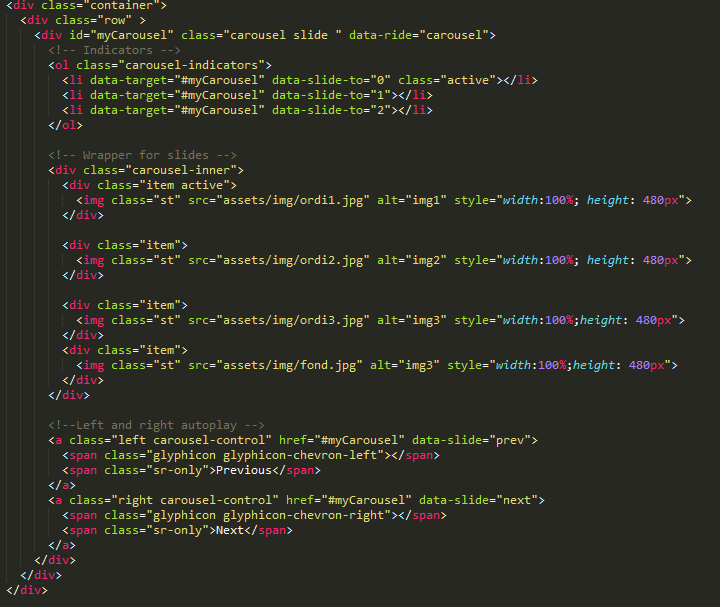 <div class="container">
<div class="row" >
<div id="myCarousel" class="carousel slide " data-ride="carousel">
<!-- Indicators -->
<ol class="carousel-indicators">
<li data-target="#myCarousel" data-slide-to="0" class="active"></li>
<li data-target="#myCarousel" data-slide-to="1"></li>
<li data-target="#myCarousel" data-slide-to="2"></li>
</ol>
<!-- Wrapper for slides -->
<div class="carousel-inner">
<div class="item active">
<img class="st" src="assets/img/ordi1.jpg" alt="img1" style="width:100%; height: 480px">
</div>
<div class="item">
<img class="st" src="assets/img/ordi2.jpg" alt="img2" style="width:100%; height: 480px">
</div>
<div class="item">
<img class="st" src="assets/img/ordi3.jpg" alt="img3" style="width:100%;height: 480px">
</div>
<div class="item">
<img class="st" src="assets/img/fond.jpg" alt="img3" style="width:100%;height: 480px">
</div>
</div>
<!--Left and right autoplay -->
<a class="left carousel-control" href="#myCarousel" data-slide="prev">
<span class="glyphicon glyphicon-chevron-left"></span>
<span class="sr-only">Previous</span>
</a>
<a class="right carousel-control" href="#myCarousel" data-slide="next">
<span class="glyphicon glyphicon-chevron-right"></span>
<span class="sr-only">Next</span>
</a>
</div>
</div>
</div>